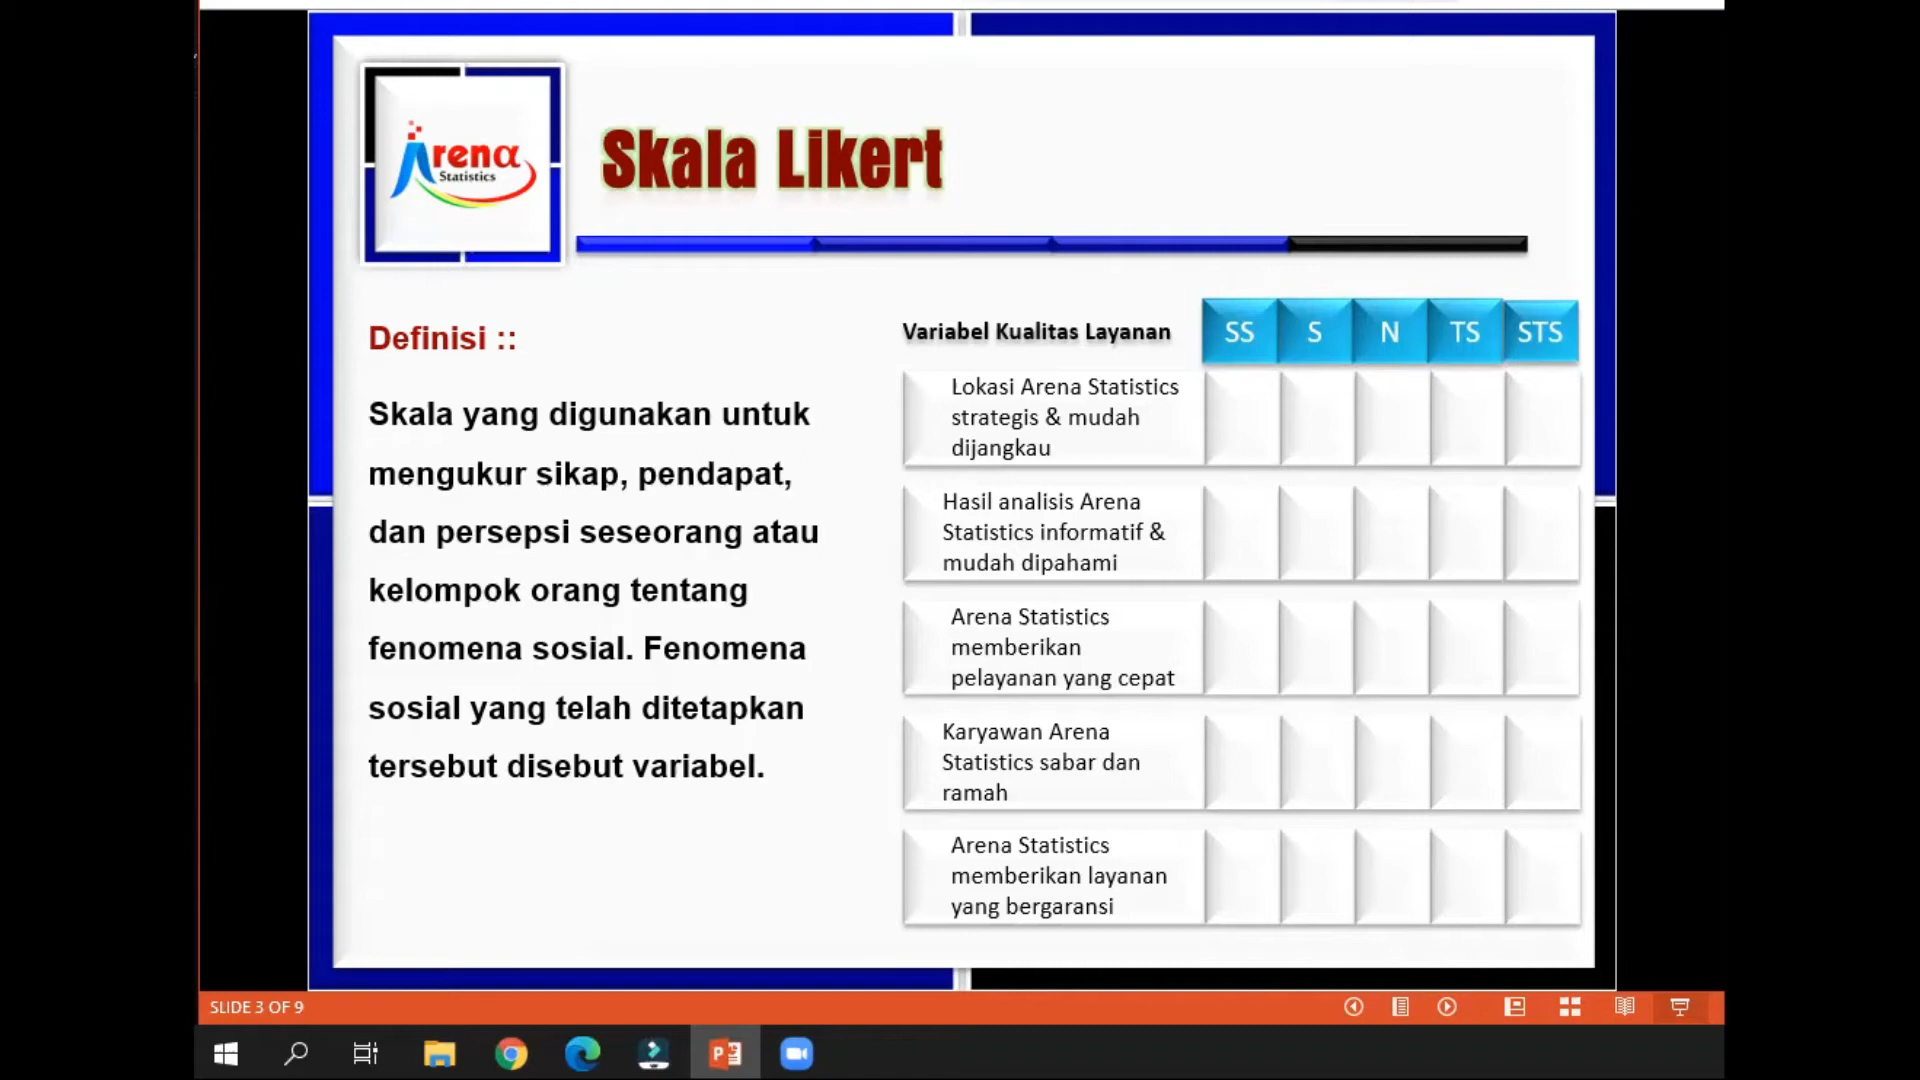 Arena
Statistics
Skala Likert
Definisi ::
Skala yang digunakan untuk
mengukur sikap, pendapat,
dan persepsi seseorang atau
kelompok orang tentang
fenomena sosial. Fenomena
sosial yang telah ditetapkan
tersebut disebut variabel.
Variabel Kualitas Layanan SS S N TS STS
Lokasi Arena Statistics
strategis & mudah
dijangkau
Hasil analisis Arena
Statistics informatif &
mudah dipahami
Arena Statistics
memberikan
pelayanan yang cepat
Karyawan Arena
Statistics sabar dan
ramah
Arena Statistics
memberikan layanan
yang bergaransi
SLIDE 3 OF 9